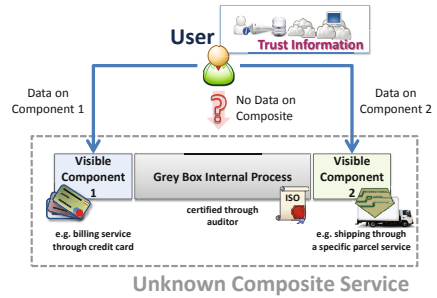 Trust Information
User
Data on
Component 1
No Data on
Composite
Data on
Component 2
Visible
Component
1
Grey Box Internal Process
Visible
Component
2
ISO
certified through
auditor
e.g. billing service
through credit card
e.g. shipping through
a specific parcel service
Unknown Composite Service